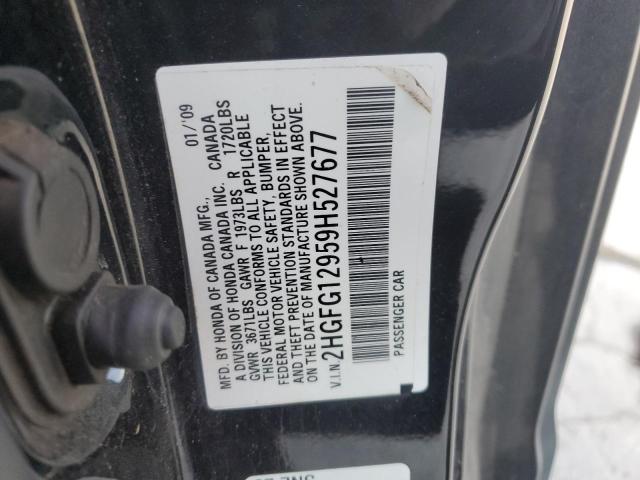 MFD. BY HONDA OF CANADA MFG., 01/'09
A DIVISION OF HONDA CANADA INC. CANADA
GVWR 3671LBS GAWR F 1973LBS R 1720LBS
THIS VEHICLE CONFORMS TO ALL APPLICABLE
FEDERAL MOTOR VEHICLE SAFETY, BUMPER,
AND THEFT PREVENTION STANDARDS IN EFFECT
ON THE DATE OF MANUFACTURE SHOWN ABOVE.
V.I.N. 2HGFG12959H527677
PASSENGER CAR